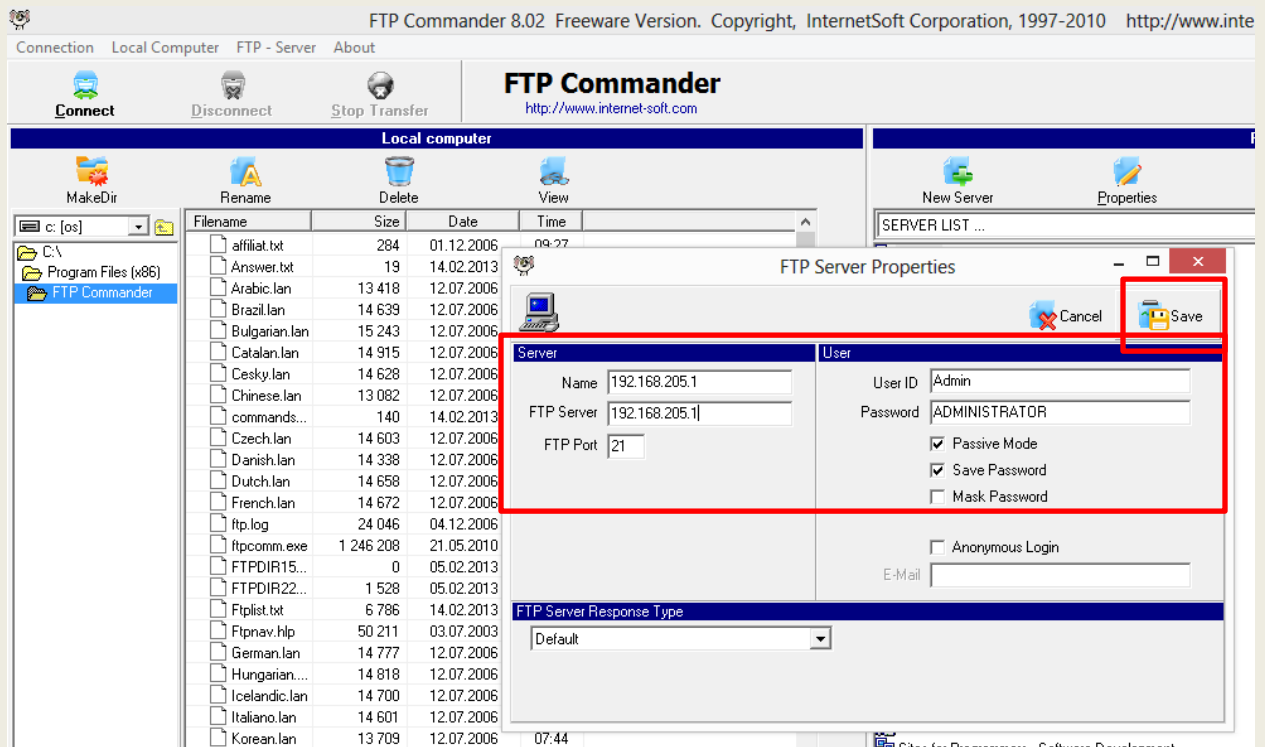 FTP Commander 8.02 Freeware Version. Copyright, InternetSoft Corporation, 1997-2010 http://www.inte
Connection Local Computer FTP - Server About
Connect Disconnect Stop Transfer
FTP Commander
http://www.internet-soft.com
Local computer
MakeDir Rename Delete View
New Server Properties
c: [os]
C:\
Program Files (x86)
FTP Commander
SERVER LIST ...
Filename Size Date Time
affiliat.txt 284 01.12.2006 09:27
Answer.txt 19 14.02.2013
Arabic.lan 13 418 12.07.2006
Brazil.lan 14 639 12.07.2006
Bulgarian.lan 15 243 12.07.2006
Catalan.lan 14 915 12.07.2006
Cesky.lan 14 628 12.07.2006
Chinese.lan 13 082 12.07.2006
commands... 140 14.02.2013
Czech.lan 14 603 12.07.2006
Danish.lan 14 338 12.07.2006
Dutch.lan 14 658 12.07.2006
French.lan 14 672 12.07.2006
ftp.log 24 046 04.12.2006
ftpcomm.exe 1 246 208 21.05.2010
FTPDIR15... 0 05.02.2013
FTPDIR22... 1 528 05.02.2013
Ftplist.txt 6 786 14.02.2013
Ftpnav.hlp 50 211 03.07.2003
German.lan 14 777 12.07.2006
Hungarian.... 14 818 12.07.2006
Icelandic.lan 14 700 12.07.2006
Italiano.lan 14 601 12.07.2006
Korean.lan 13 709 12.07.2006 07:44
FTP Server Properties
Cancel Save
Server
Name 192.168.205.1
FTP Server 192.168.205.1
FTP Port 21
User
User ID Admin
Password ADMINISTRATOR
Passive Mode
Save Password
Mask Password
Anonymous Login
E-Mail
FTP Server Response Type
Default